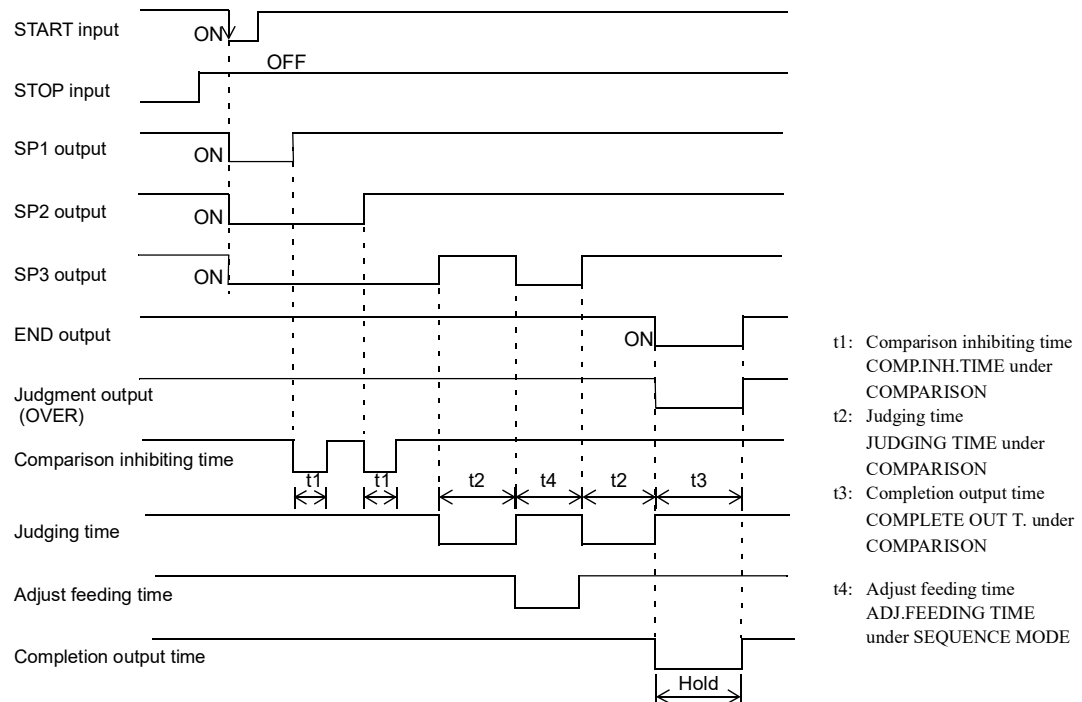 START input
ON
OFF
STOP input
SP1 output
ON
SP2 output
ON
SP3 output
ON
END output
ON
Judgment output
(OVER)
Comparison inhibiting time
t1
t1
t2
t4
t2
t3
Judging time
Adjust feeding time
Completion output time
Hold
t1: Comparison inhibiting time
COMP.INH.TIME under
COMPARISON
t2: Judging time
JUDGING TIME under
COMPARISON
t3: Completion output time
COMPLETE OUT T. under
COMPARISON
t4: Adjust feeding time
ADJ.FEEDING TIME
under SEQUENCE MODE